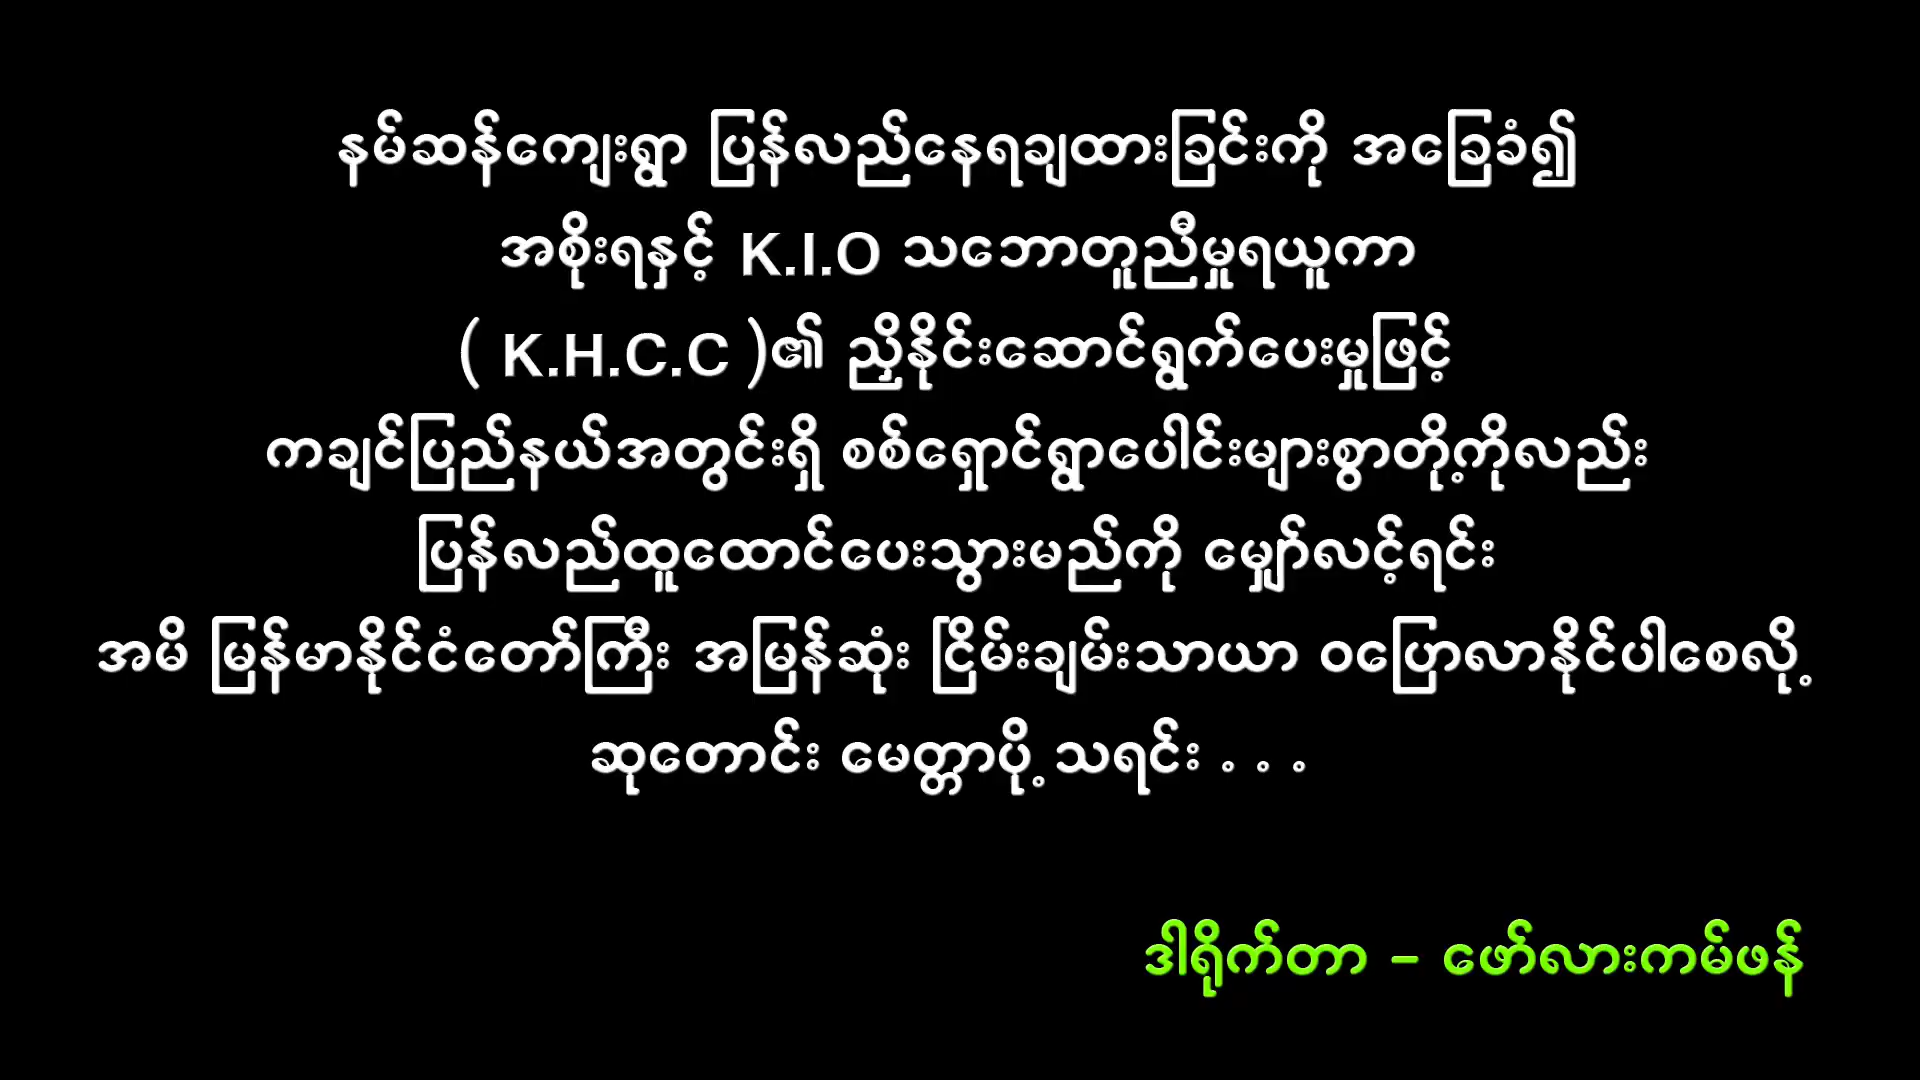 နမ်ဆန်ကျေးရွာ ပြန်လည်နေရချထားခြင်းကို အခြေခံ၍
အစိုးရနှင့် K.I.O သဘောတူညီမှုရယူကာ
( K.H.C.C )၏ ညှိနိုင်းဆောင်ရွက်ပေးမှုဖြင့်
ကချင်ပြည်နယ်အတွင်းရှိ စစ်ရှောင်ရွာပေါင်းများစွာတို့ကိုလည်း
ပြန်လည်ထူထောင်ပေးသွားမည်ကို မျှော်လင့်ရင်း
အမိ မြန်မာနိုင်ငံတော်ကြီး အမြန်ဆုံး ငြိမ်းချမ်းသာယာ ဝပြောလာနိုင်ပါစေလို့
ဆုတောင်း မေတ္တာပို့ သရင်း . . .
ဒါရိုက်တာ – ဖော်လားကမ်ဖန်